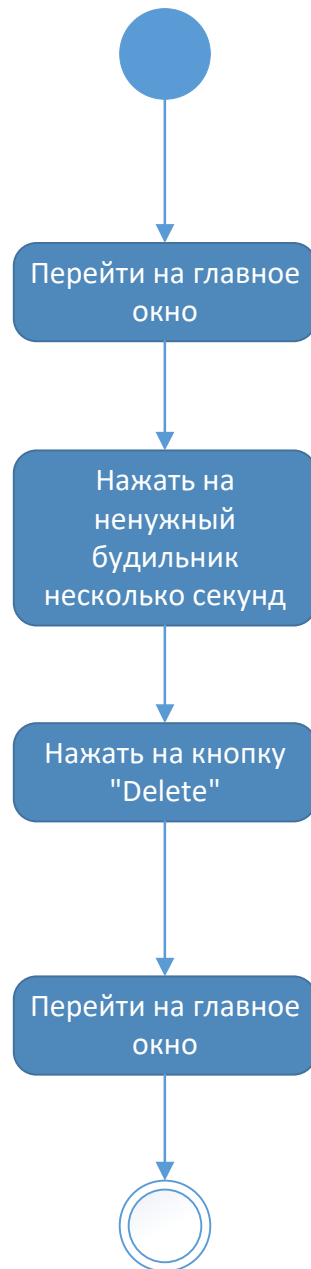 Перейти на главное
окно
Нажать на
ненужный
будильник
несколько секунд
Нажать на кнопку
"Delete"
Перейти на главное
окно